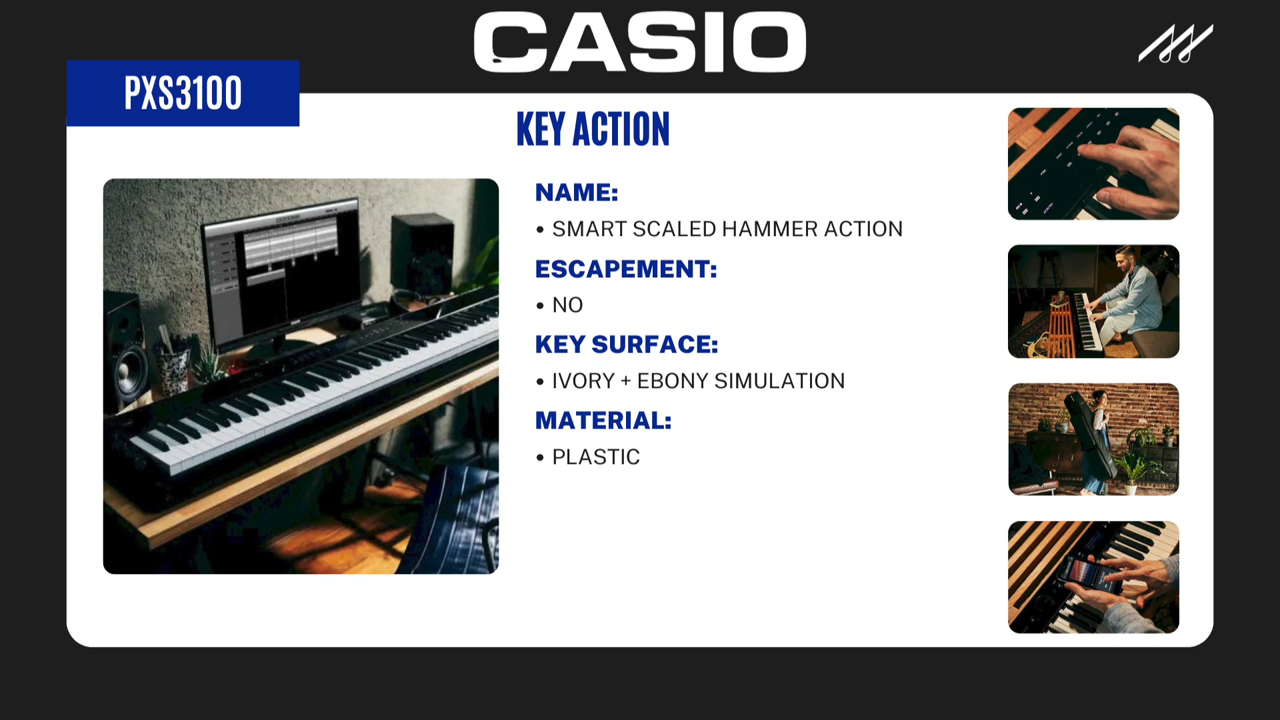 CASIO
PXS3100
KEY ACTION
NAME:
• SMART SCALED HAMMER ACTION
ESCAPEMENT:
• NO
KEY SURFACE:
• IVORY + EBONY SIMULATION
MATERIAL:
• PLASTIC